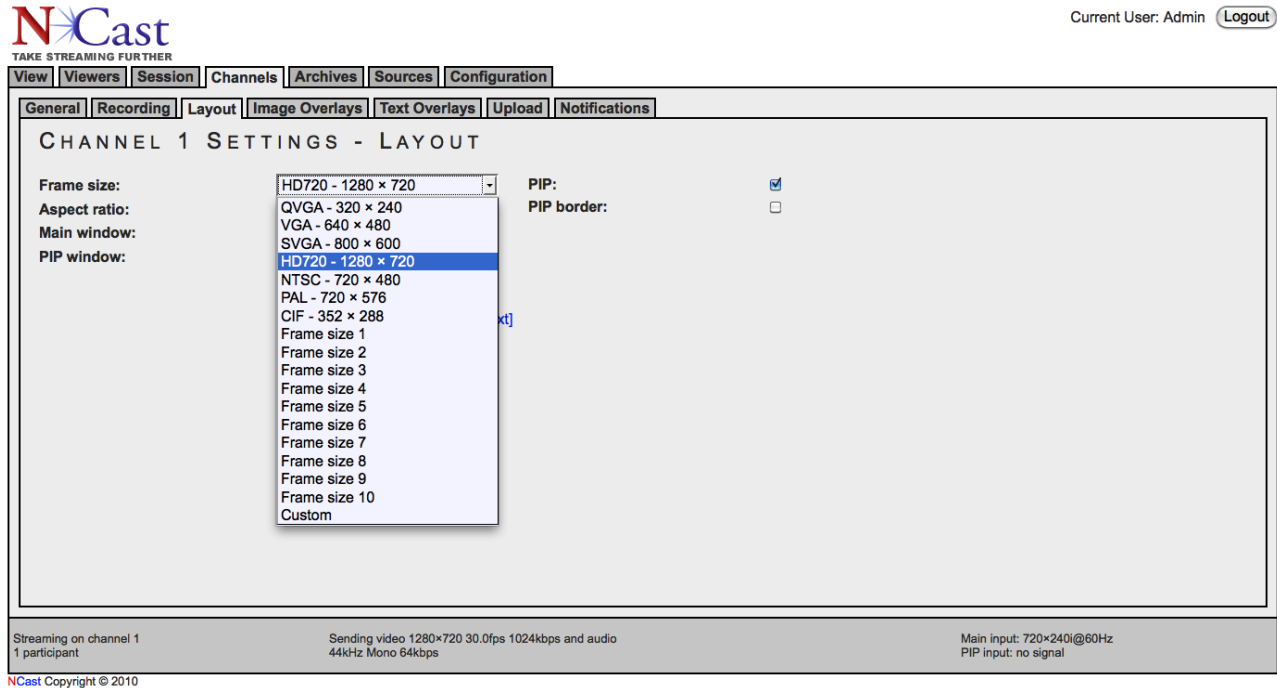 NCast
Current User: Admin Logout
TAKE STREAMING FURTHER
View Viewers Session Channels Archives Sources Configuration
General Recording Layout Image Overlays Text Overlays Upload Notifications
CHANNEL 1 SETTINGS - LAYOUT
Frame size: HD720 - 1280 × 720 PIP:
Aspect ratio: QVGA - 320 × 240 PIP border:
VGA - 640 × 480
Main window:
SVGA - 800 × 600
PIP window: HD720 - 1280 × 720
NTSC - 720 × 480
PAL - 720 × 576
CIF - 352 × 288 xt]
Frame size 1
Frame size 2
Frame size 3
Frame size 4
Frame size 5
Frame size 6
Frame size 7
Frame size 8
Frame size 9
Frame size 10
Custom
Streaming on channel 1 Sending video 1280×720 30.0fps 1024kbps and audio Main input: 720×240i@60Hz
1 participant 44kHz Mono 64kbps PIP input: no signal
NCast Copyright © 2010